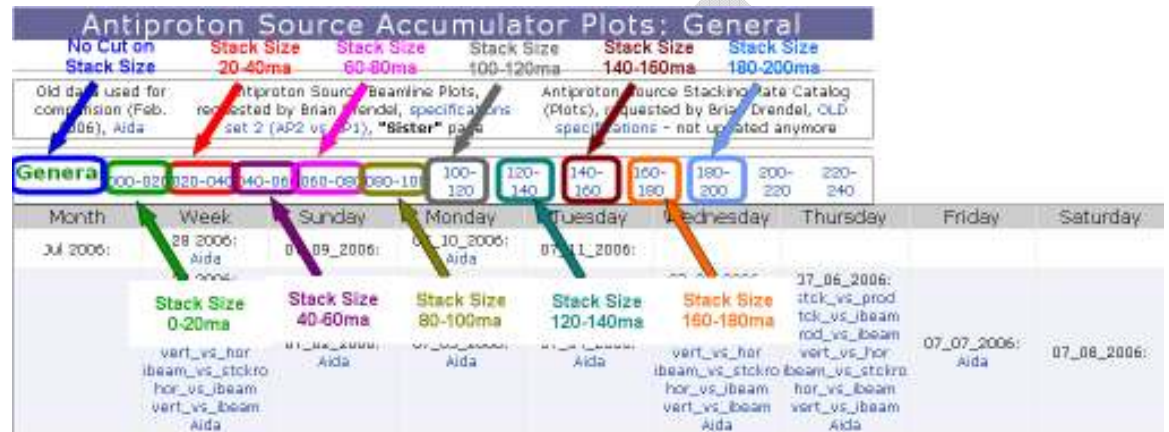 Antiproton Source Accumulator Plots: General
No Cut on
Stack Size
Stack Size
20-40ma
Stack Size
60-80ma
Stack Size
100-120ma
Stack Size
140-160ma
Stack Size
180-200ma
Old data used for
(Feb.
Aida
Antiproton Source Beamline Plots,
requested by Brian Drendel, specifications
set 2 (AP2 vs AP1), "Sister" page
Antiproton Source Stacking Rate Catalog
(Plots), requested by Brian Drendel, OLD
specifications - not updated anymore
General
000-020 020-040 040-060 060-080 080-100
100-
120
120-
140
140-
160
160-
180
180-
200
200-
220
220-
240
Month Week Sunday Monday Tuesday Wednesday Thursday Friday Saturday
Jul 2006:
28 2006:
Aida
07_09_2006:
07_10_2006:
Aida
07_11_2006:
Stack Size
0-20ma
Stack Size
40-60ma
Stack Size
80-100ma
Stack Size
120-140ma
Stack Size
160-180ma
vert_vs_hor
ibeam_vs_stckro
hor_vs_ibeam
vert_vs_ibeam
Aida
Aida
Aida
Aida
vert_vs_hor
ibeam_vs_stckro
hor_vs_ibeam
vert_vs_ibeam
Aida
07_06_2006:
stck_vs_prod
vert_vs_hor
ibeam_vs_stckro
hor_vs_ibeam
vert_vs_ibeam
Aida
07_07_2006:
Aida
07_08_2006: